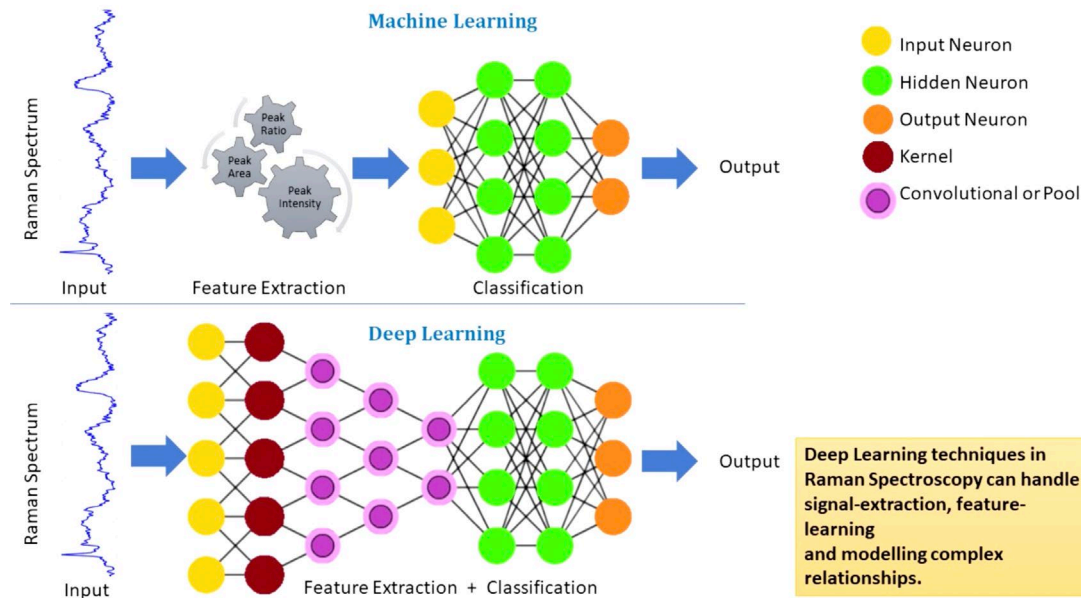 Machine Learning
Raman Spectrum
Input
Peak
Ratio
Peak
Area
Peak
Intensity
Feature Extraction
Classification
Output
Input Neuron
Hidden Neuron
Output Neuron
Kernel
Convolutional or Pool
Deep Learning
Raman Spectrum
Input
Feature Extraction + Classification
Output
Deep Learning techniques in
Raman Spectroscopy can handle
signal-extraction, feature-
learning
and modelling complex
relationships.